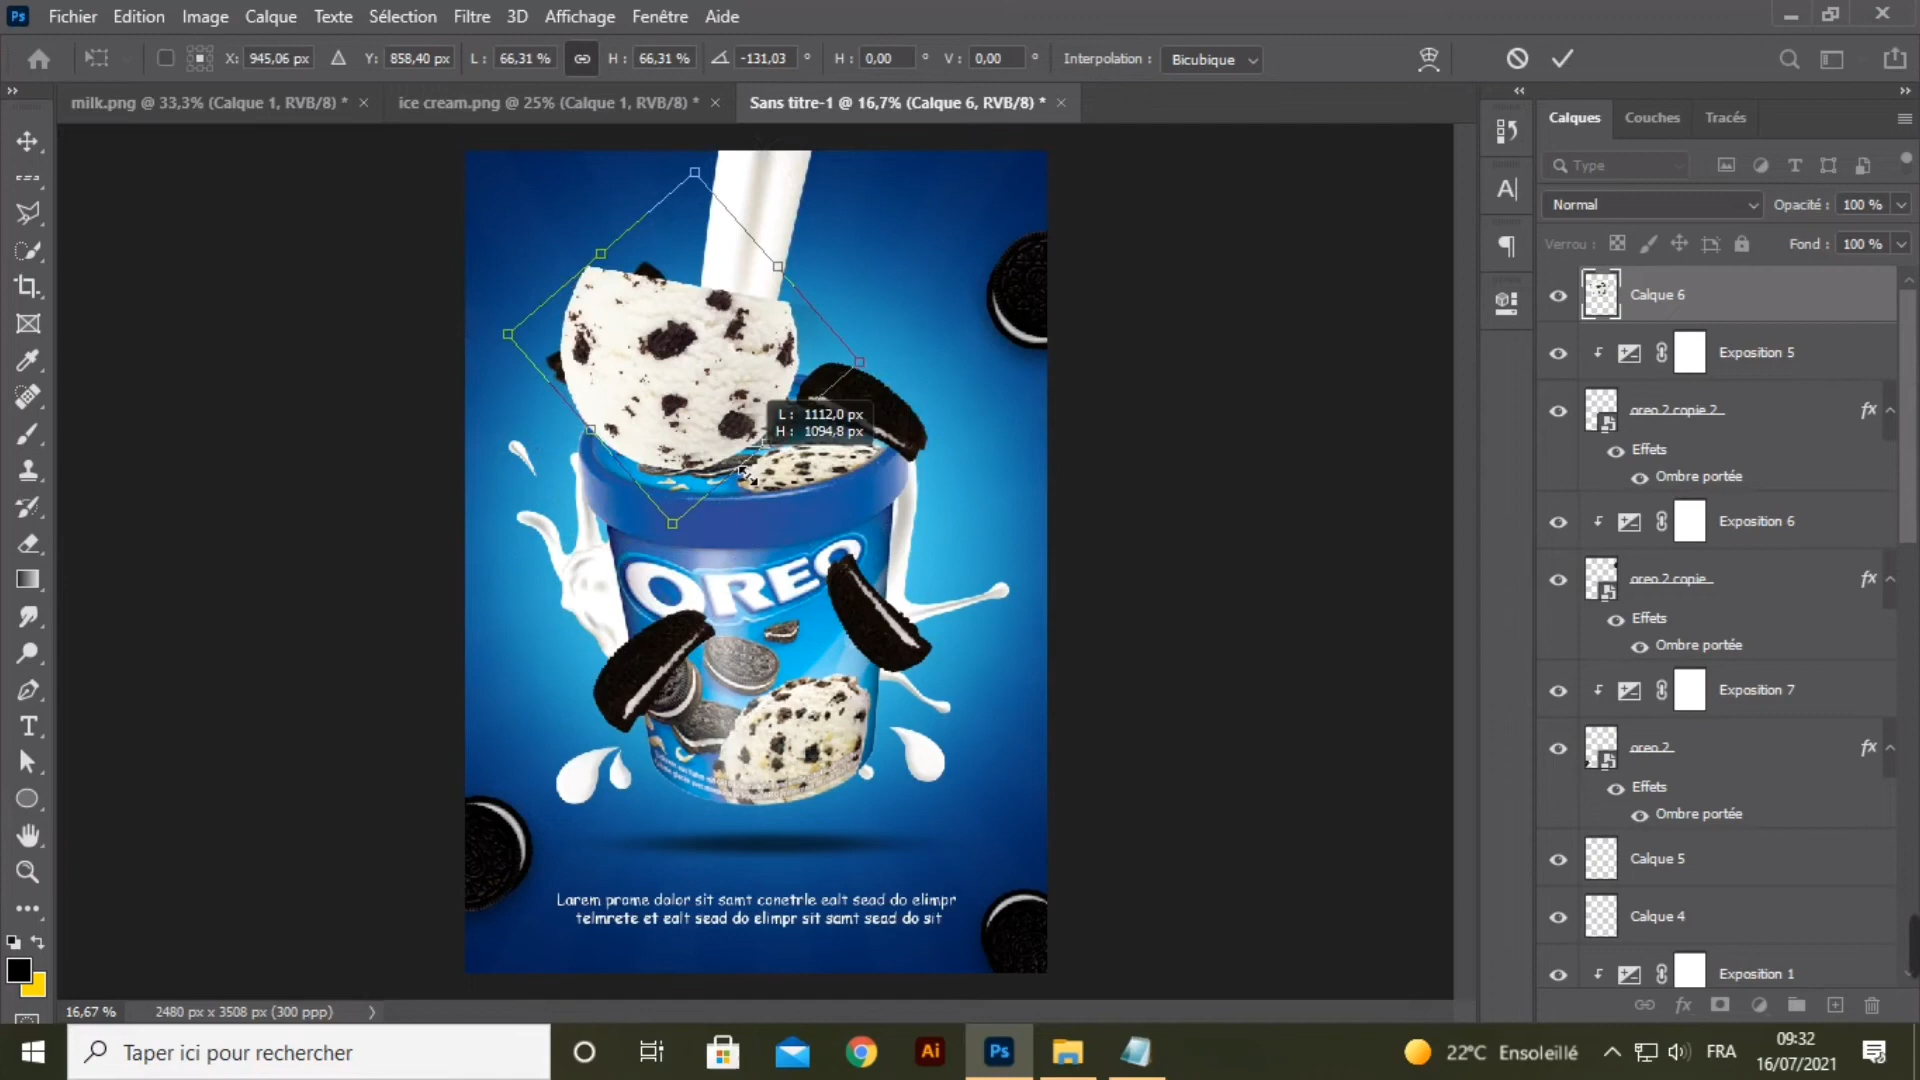 Fichier Edition Image Calque Texte Sélection Filtre 3D Affichage Fenêtre Aide
X: 945,06 px Y: 858,40 px L : 66,31 % H : 66,31 % -131,03 ° H : 0,00 ° V : 0,00 ° Interpolation : Bicubique
milk.png @ 33,3% (Calque 1, RVB/8) * × ice cream.png @ 25% (Calque 1, RVB/8) * × Sans titre-1 @ 16,7% (Calque 6, RVB/8) * ×
Calques Couches Tracés
Type
Normal Opacité : 100 %
Verrou : Fond : 100 %
Calque 6
Exposition 5
oreo 2 copie 2 fx
Effets
Ombre portée
Exposition 6
oreo 2 copie fx
Effets
Ombre portée
Exposition 7
oreo 2 fx
Effets
Ombre portée
Calque 5
Calque 4
Exposition 1
L : 1112,0 px
H : 1094,8 px
OREO
Lorem prome dolor sit samt conetrle ealt sead do elimpr
telmrete et ealt sead do elimpr sit samt sead do sit
16,67 % 2480 px x 3508 px (300 ppp)
Taper ici pour rechercher
Ai Ps
22°C Ensoleillé FRA 09:32
16/07/2021